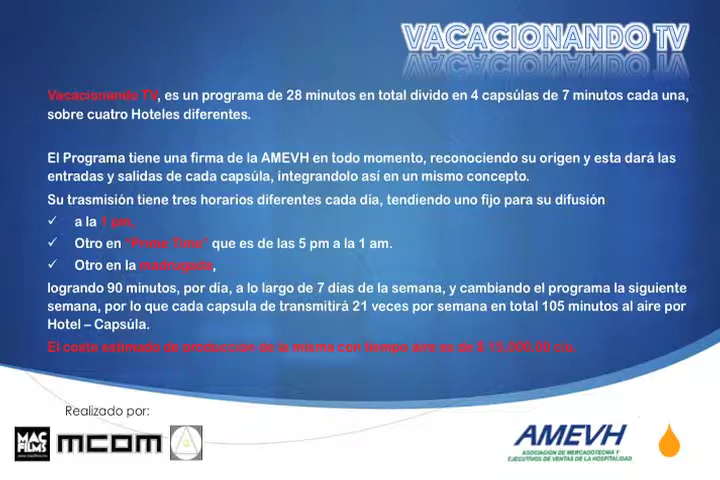 VACACIONANDO TV
Vacacionando TV, es un programa de 28 minutos en total divido en 4 capsúlas de 7 minutos cada una,
sobre cuatro Hoteles diferentes.
El Programa tiene una firma de la AMEVH en todo momento, reconociendo su origen y esta dará las
entradas y salidas de cada capsúla, integrandolo así en un mismo concepto.
Su trasmisión tiene tres horarios diferentes cada día, tendiendo uno fijo para su difusión
✓ a la 1 pm,
✓ Otro en “Prime Time” que es de las 5 pm a la 1 am.
✓ Otro en la madrugada,
logrando 90 minutos, por día, a lo largo de 7 días de la semana, y cambiando el programa la siguiente
semana, por lo que cada capsula de transmitirá 21 veces por semana en total 105 minutos al aire por
Hotel – Capsúla.
El costo estimado de producción de la misma con tiempo aire es de $ 15,000.00 c/u.
Realizado por:
MAC
FILMS
mcom
AMEVH
ASOCIACION DE MERCADOTECNIA Y
EJECUTIVOS DE VENTAS DE LA HOSPITALIDAD